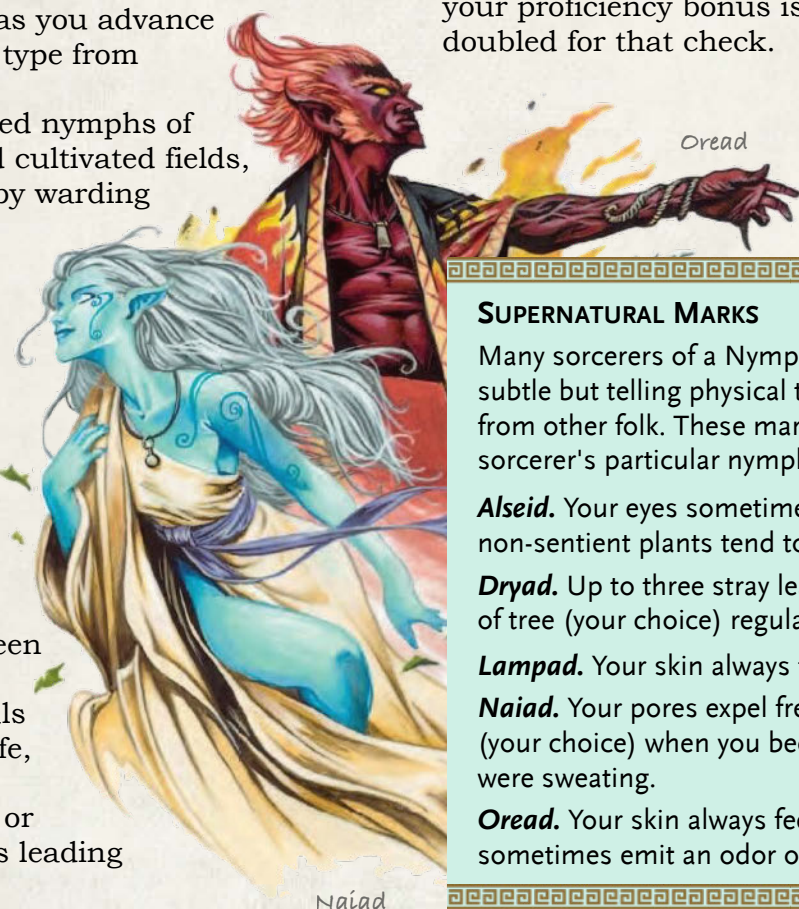 as you advance
type from
ed nymphs of
cultivated fields,
by warding
een
ls
fe,
or
s leading
Naiad
your proficiency bonus is
doubled for that check.
Oread
SUPERNATURAL MARKS
Many sorcerers of a Nymp
subtle but telling physical t
from other folk. These mar
sorcerer's particular nymph
Alseid. Your eyes sometime
non-sentient plants tend to
Dryad. Up to three stray le
of tree (your choice) regula
Lampad. Your skin always
Naiad. Your pores expel fre
(your choice) when you bec
were sweating.
Oread. Your skin always fee
sometimes emit an odor o